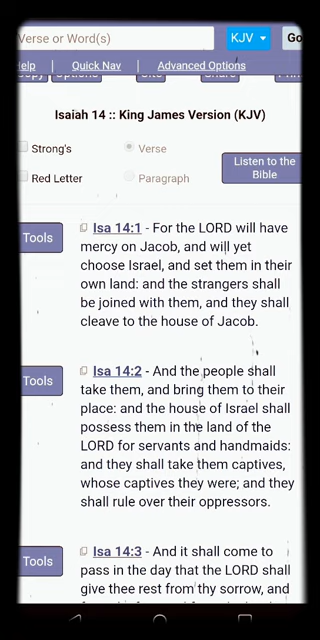 Verse or Word(s) KJV Go
Help | Quick Nav | Advanced Options
Copy Options Cite Share Print
Isaiah 14 :: King James Version (KJV)
Strong's Verse
Red Letter Paragraph
Listen to the
Bible
Tools Isa 14:1 - For the LORD will have
mercy on Jacob, and will yet
choose Israel, and set them in their
own land: and the strangers shall
be joined with them, and they shall
cleave to the house of Jacob.
Tools Isa 14:2 - And the people shall
take them, and bring them to their
place: and the house of Israel shall
possess them in the land of the
LORD for servants and handmaids:
and they shall take them captives,
whose captives they were; and they
shall rule over their oppressors.
Tools Isa 14:3 - And it shall come to
pass in the day that the LORD shall
give thee rest from thy sorrow, and